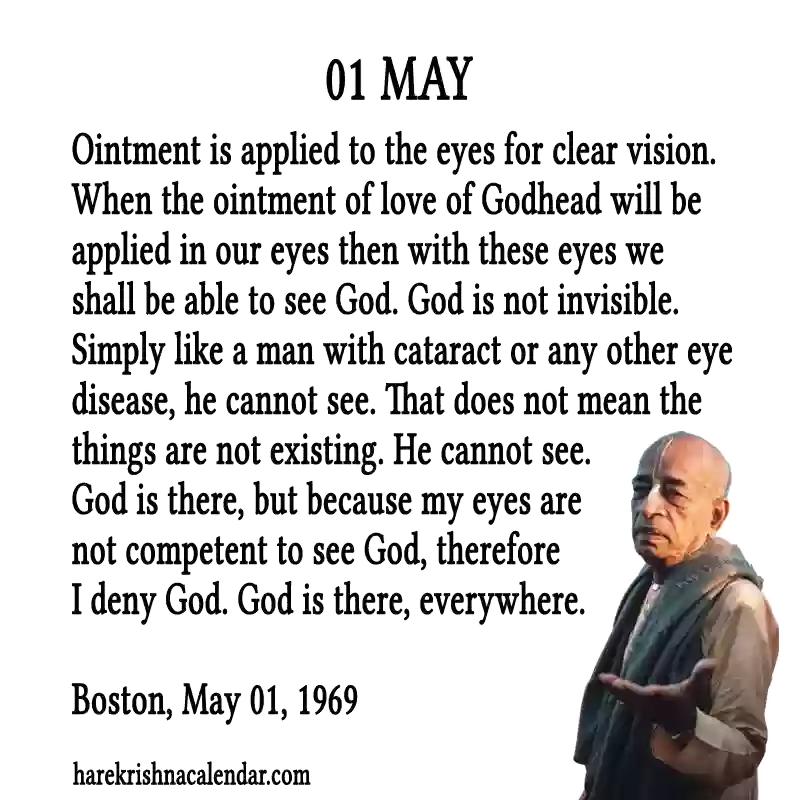 01 MAY
Ointment is applied to the eyes for clear vision.
When the ointment of love of Godhead will be
applied in our eyes then with these eyes we
shall be able to see God. God is not invisible.
Simply like a man with cataract or any other eye
disease, he cannot see. That does not mean the
things are not existing. He cannot see.
God is there, but because my eyes are
not competent to see God, therefore
I deny God. God is there, everywhere.
Boston, May 01, 1969
harekrishnacalendar.com